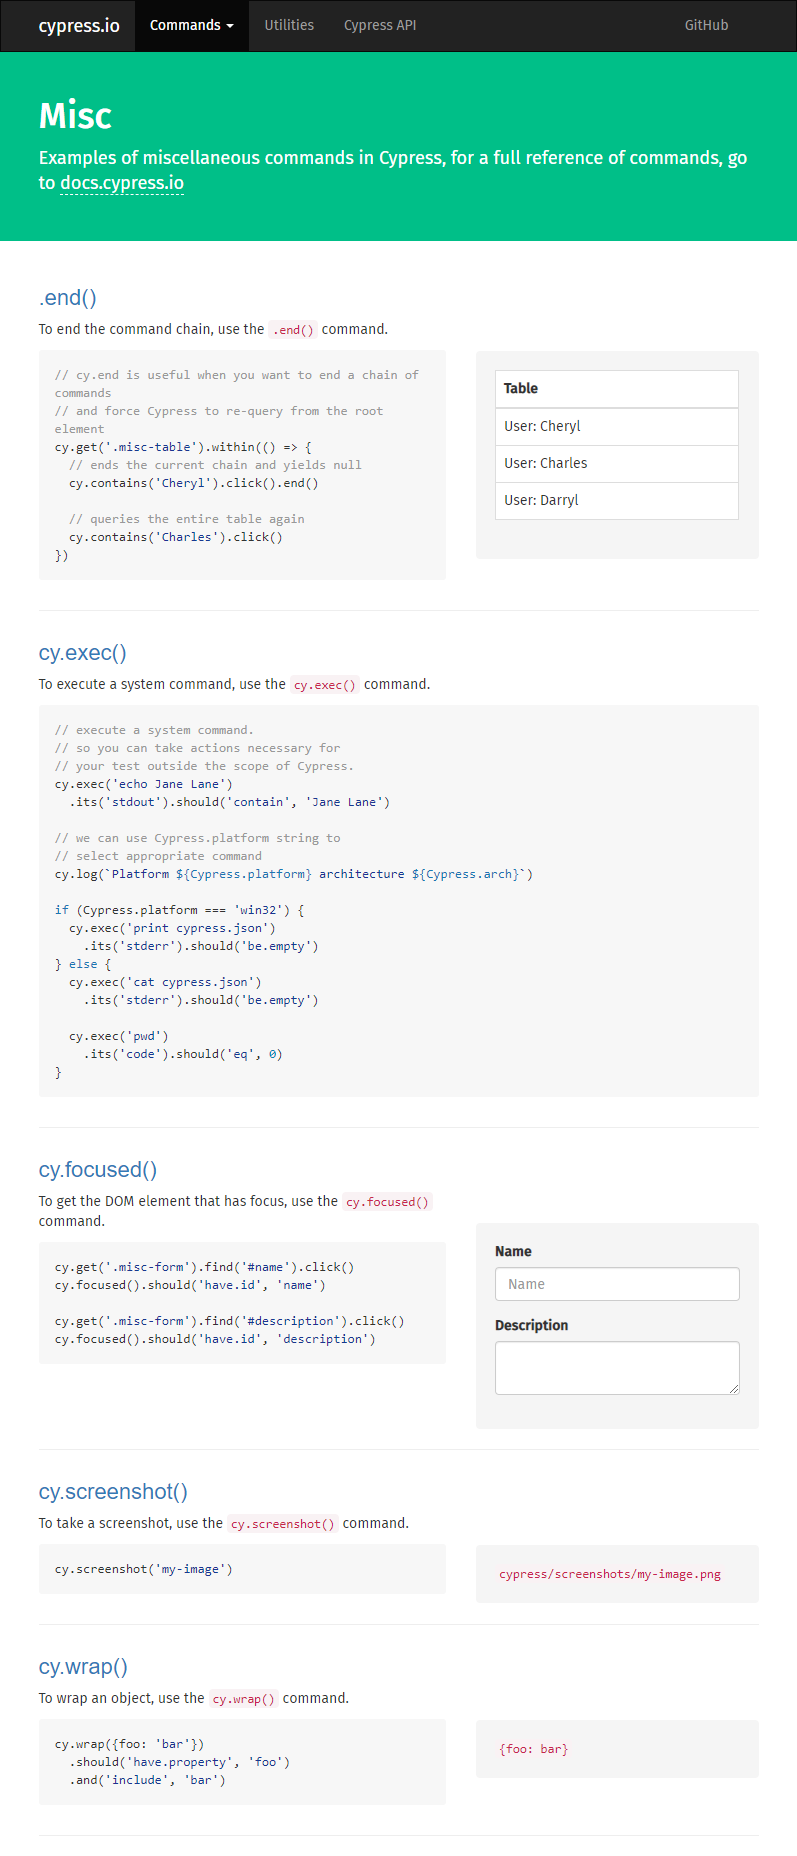 cypress.io Commands Utilities Cypress API GitHub
Misc
Examples of miscellaneous commands in Cypress, for a full reference of commands, go
to docs.cypress.io
.end()
To end the command chain, use the .end() command.
// cy.end is useful when you want to end a chain of
commands
// and force Cypress to re-query from the root
element
cy.get('.misc-table').within(() => {
  // ends the current chain and yields null
  cy.contains('Cheryl').click().end()

  // queries the entire table again
  cy.contains('Charles').click()
})
Table
User: Cheryl
User: Charles
User: Darryl
cy.exec()
To execute a system command, use the cy.exec() command.
// execute a system command.
// so you can take actions necessary for
// your test outside the scope of Cypress.
cy.exec('echo Jane Lane')
  .its('stdout').should('contain', 'Jane Lane')

// we can use Cypress.platform string to
// select appropriate command
cy.log(`Platform ${Cypress.platform} architecture ${Cypress.arch}`)

if (Cypress.platform === 'win32') {
  cy.exec('print cypress.json')
    .its('stderr').should('be.empty')
} else {
  cy.exec('cat cypress.json')
    .its('stderr').should('be.empty')

  cy.exec('pwd')
    .its('code').should('eq', 0)
}
cy.focused()
To get the DOM element that has focus, use the cy.focused()
command.
cy.get('.misc-form').find('#name').click()
cy.focused().should('have.id', 'name')

cy.get('.misc-form').find('#description').click()
cy.focused().should('have.id', 'description')
Name
Name
Description
cy.screenshot()
To take a screenshot, use the cy.screenshot() command.
cy.screenshot('my-image')
cypress/screenshots/my-image.png
cy.wrap()
To wrap an object, use the cy.wrap() command.
cy.wrap({foo: 'bar'})
  .should('have.property', 'foo')
  .and('include', 'bar')
{foo: bar}